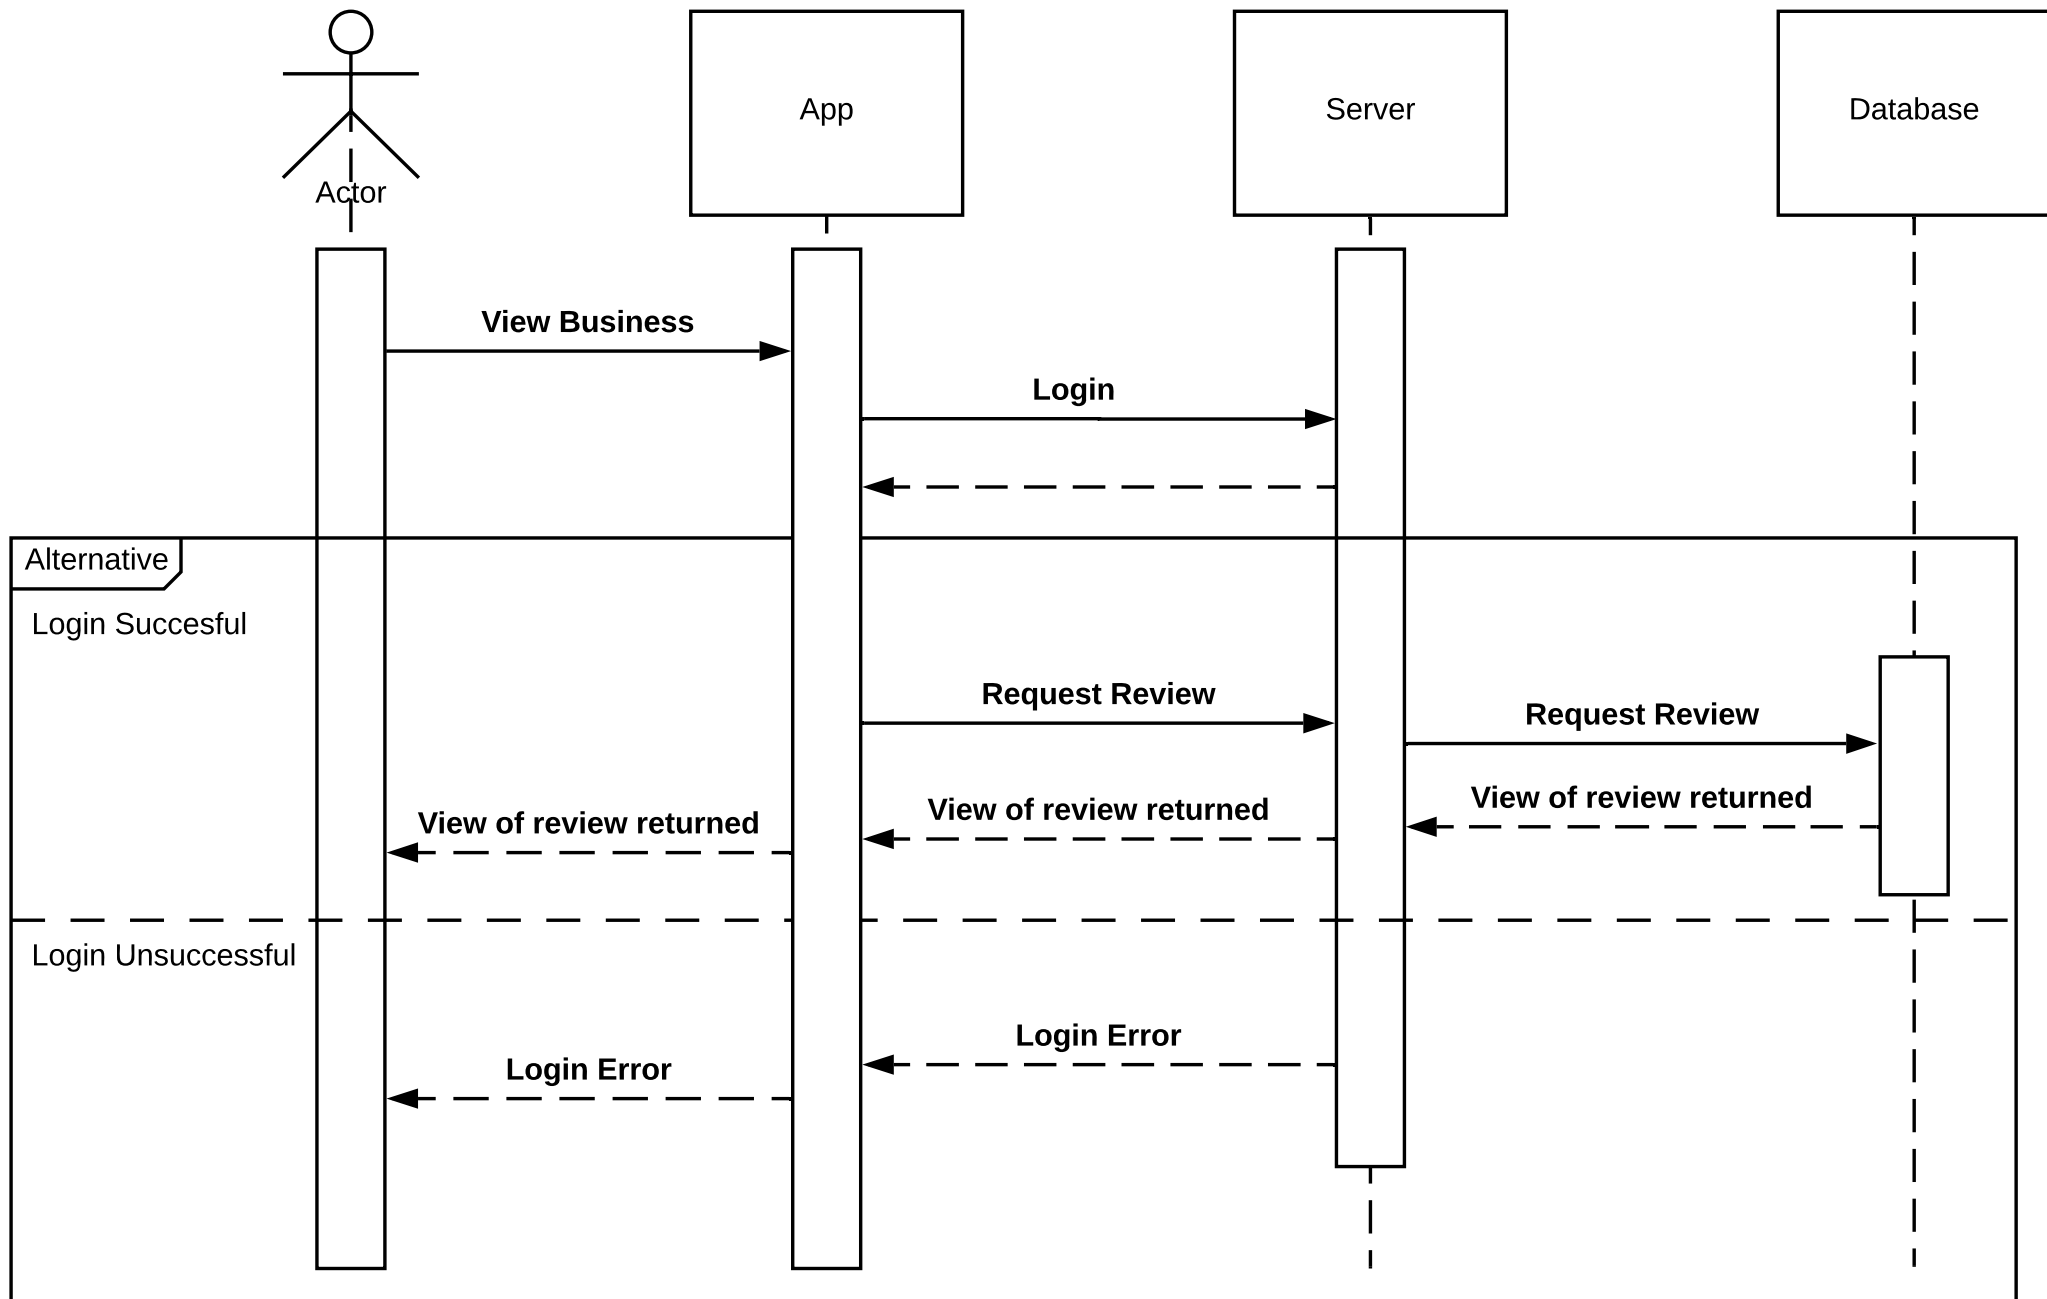 Actor
App
Server
Database
View Business
Login
Alternative
Login Succesful
Request Review
Request Review
View of review returned
View of review returned
View of review returned
Login Unsuccessful
Login Error
Login Error